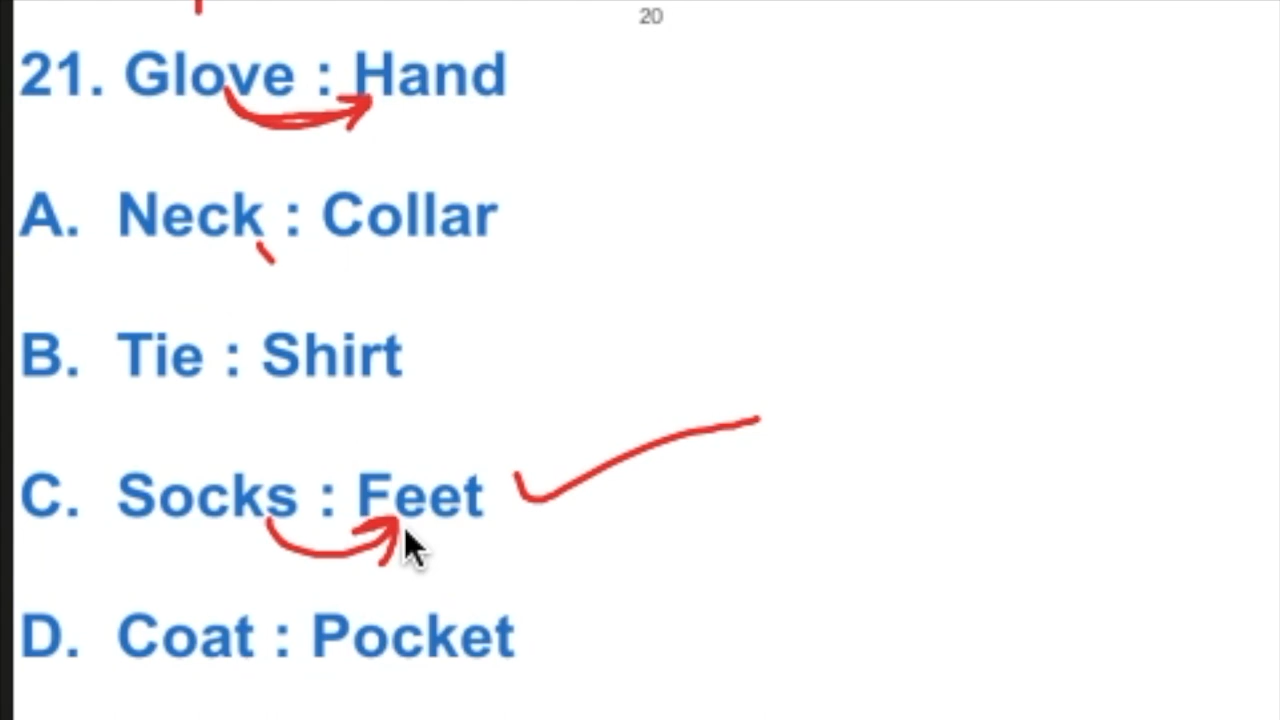 20
21. Glove : Hand
A. Neck : Collar
B. Tie : Shirt
C. Socks : Feet
D. Coat : Pocket